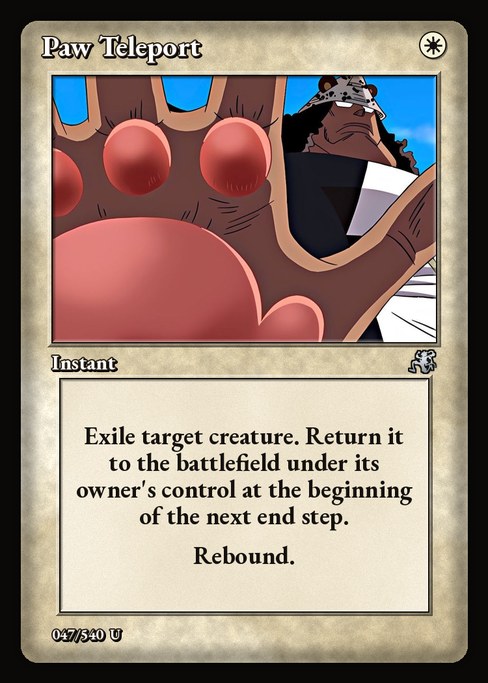 Paw Teleport
Instant
Exile target creature. Return it
to the battlefield under its
owner's control at the beginning
of the next end step.
Rebound.
047/540 U